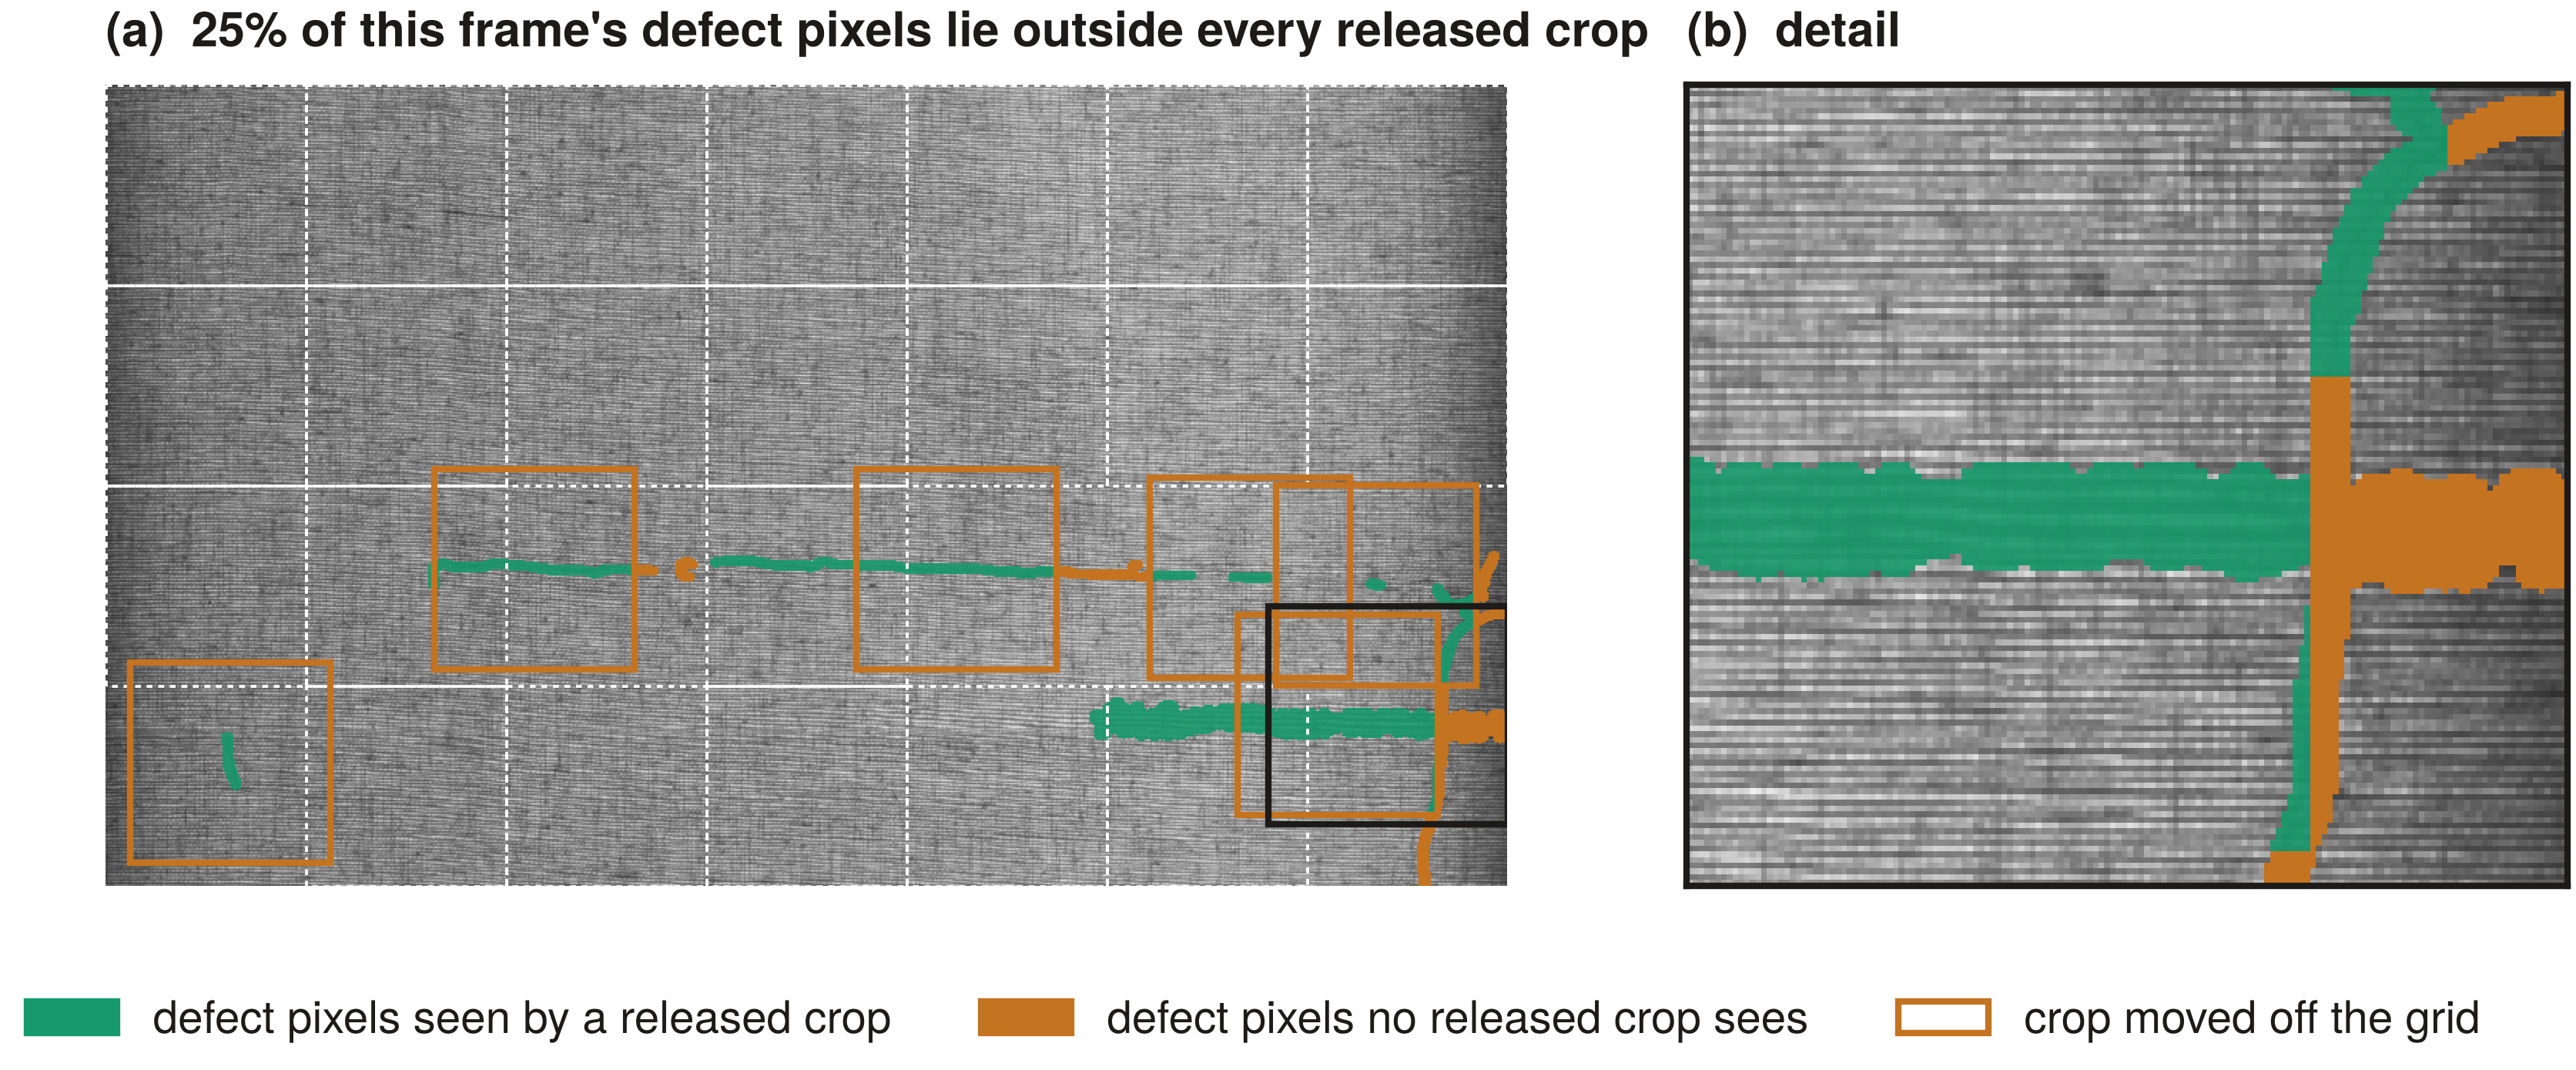 (a) 25% of this frame's defect pixels lie outside every released crop
(b) detail
defect pixels seen by a released crop
defect pixels no released crop sees
crop moved off the grid